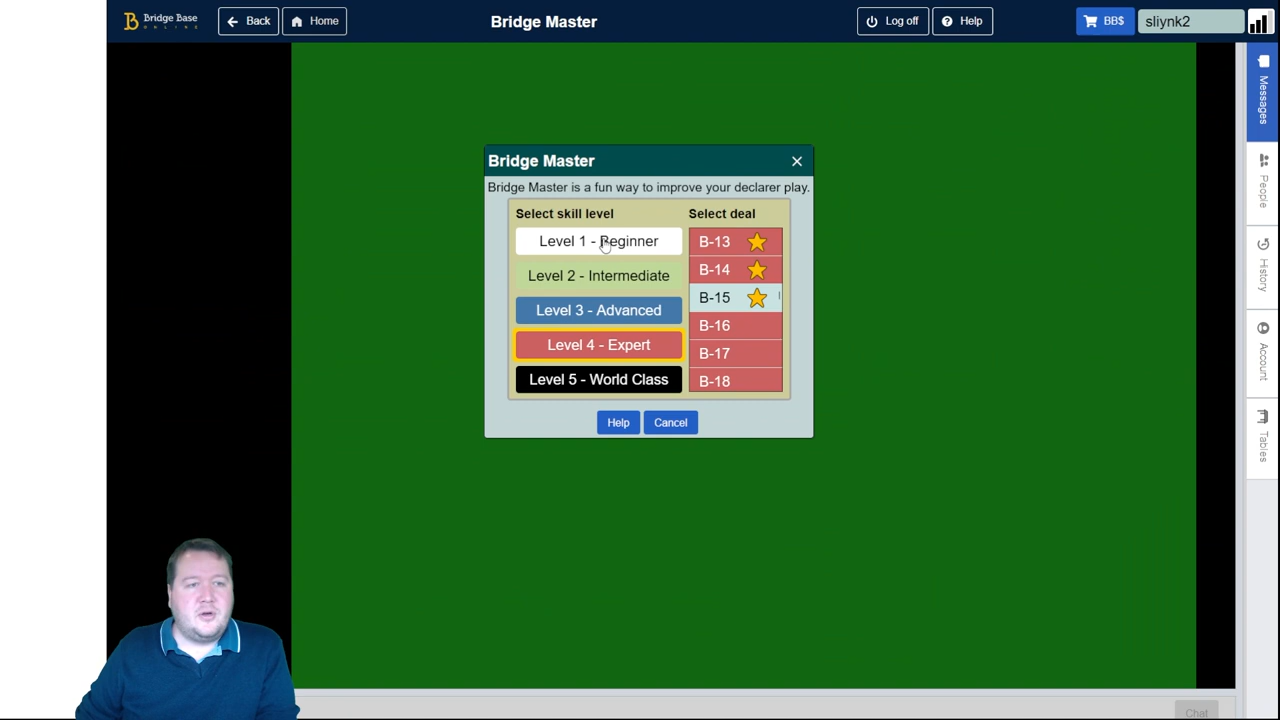 Bridge Base
ONLINE
Back
Home
Bridge Master
Log off
Help
BB$
sliynk2
Messages
People
History
Account
Tables
Bridge Master
Bridge Master is a fun way to improve your declarer play.
Select skill level
Select deal
Level 1 - Beginner
Level 2 - Intermediate
Level 3 - Advanced
Level 4 - Expert
Level 5 - World Class
B-13
B-14
B-15
B-16
B-17
B-18
Help
Cancel
Chat